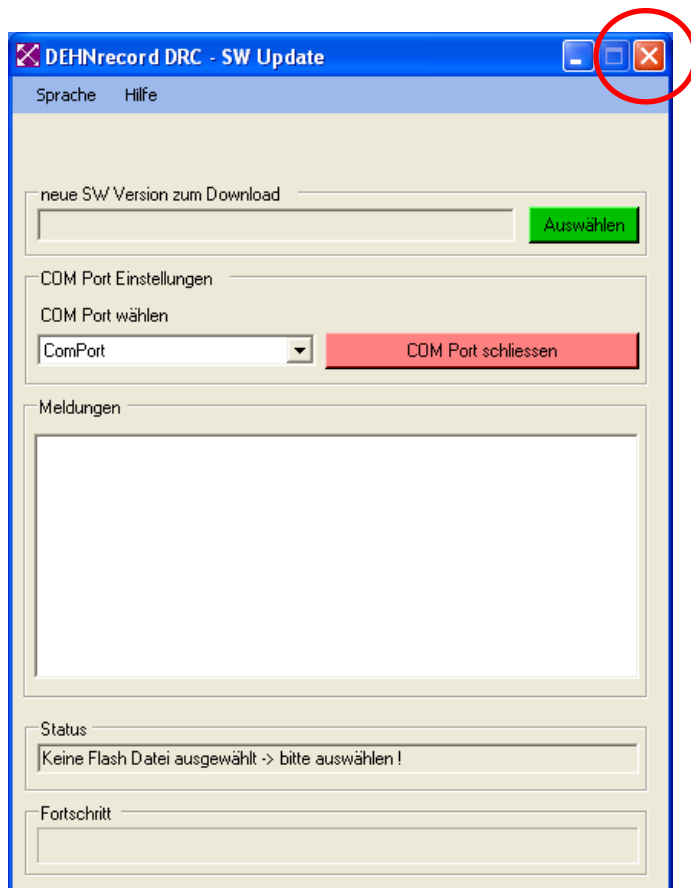 DEHNrecord DRC - SW Update
Sprache Hilfe
neue SW Version zum Download
Auswählen
COM Port Einstellungen
COM Port wählen
ComPort
COM Port schliessen
Meldungen
Status
Keine Flash Datei ausgewählt -> bitte auswählen !
Fortschritt